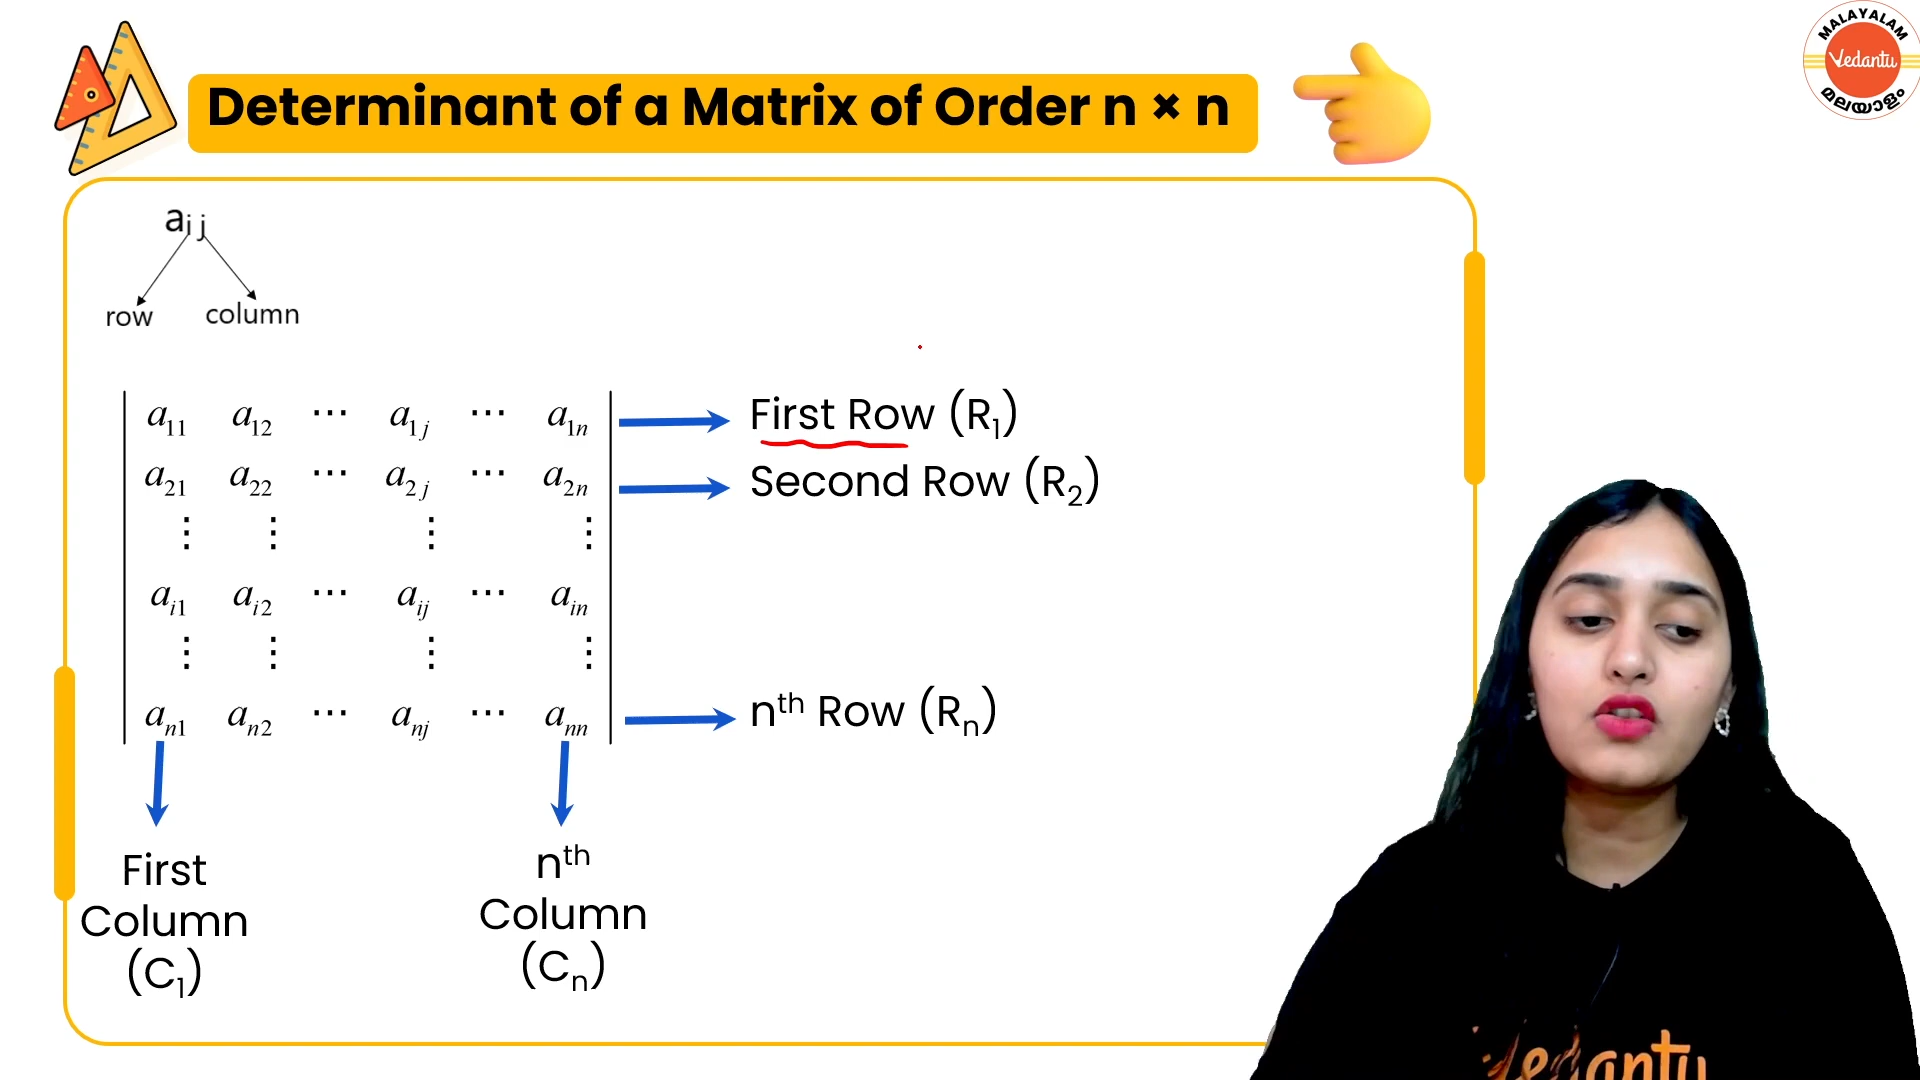 Determinant of a Matrix of Order n × n
MALAYALAM
Vedantu
മലയാളം
a i j
row column
a11 a12 ⋯ a1j ⋯ a1n
First Row (R1)
a21 a22 ⋯ a2j ⋯ a2n
Second Row (R2)
⋮ ⋮ ⋮ ⋮
ai1 ai2 ⋯ aij ⋯ ain
⋮ ⋮ ⋮ ⋮
an1 an2 ⋯ anj ⋯ ann
nth Row (Rn)
First
Column
(C1)
nth
Column
(Cn)
Vedantu